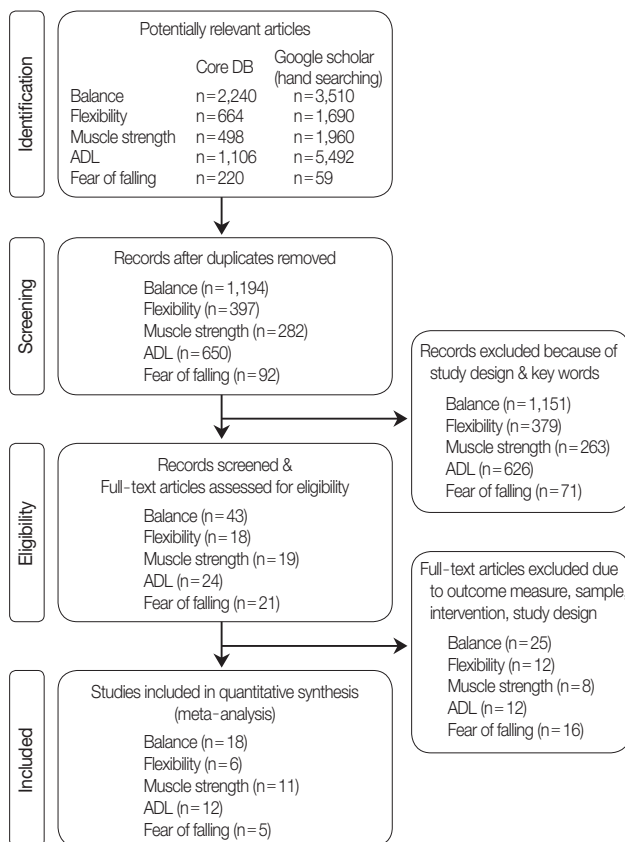 Identification
Potentially relevant articles
Core DB
Google scholar
(hand searching)
Balance n=2,240 n=3,510
Flexibility n=664 n=1,690
Muscle strength n=498 n=1,960
ADL n=1,106 n=5,492
Fear of falling n=220 n=59
Screening
Records after duplicates removed
Balance (n=1,194)
Flexibility (n=397)
Muscle strength (n=282)
ADL (n=650)
Fear of falling (n=92)
Records excluded because of
study design & key words
Balance (n=1,151)
Flexibility (n=379)
Muscle strength (n=263)
ADL (n=626)
Fear of falling (n=71)
Eligibility
Records screened &
Full-text articles assessed for eligibility
Balance (n=43)
Flexibility (n=18)
Muscle strength (n=19)
ADL (n=24)
Fear of falling (n=21)
Full-text articles excluded due
to outcome measure, sample,
intervention, study design
Balance (n=25)
Flexibility (n=12)
Muscle strength (n=8)
ADL (n=12)
Fear of falling (n=16)
Included
Studies included in quantitative synthesis
(meta-analysis)
Balance (n=18)
Flexibility (n=6)
Muscle strength (n=11)
ADL (n=12)
Fear of falling (n=5)